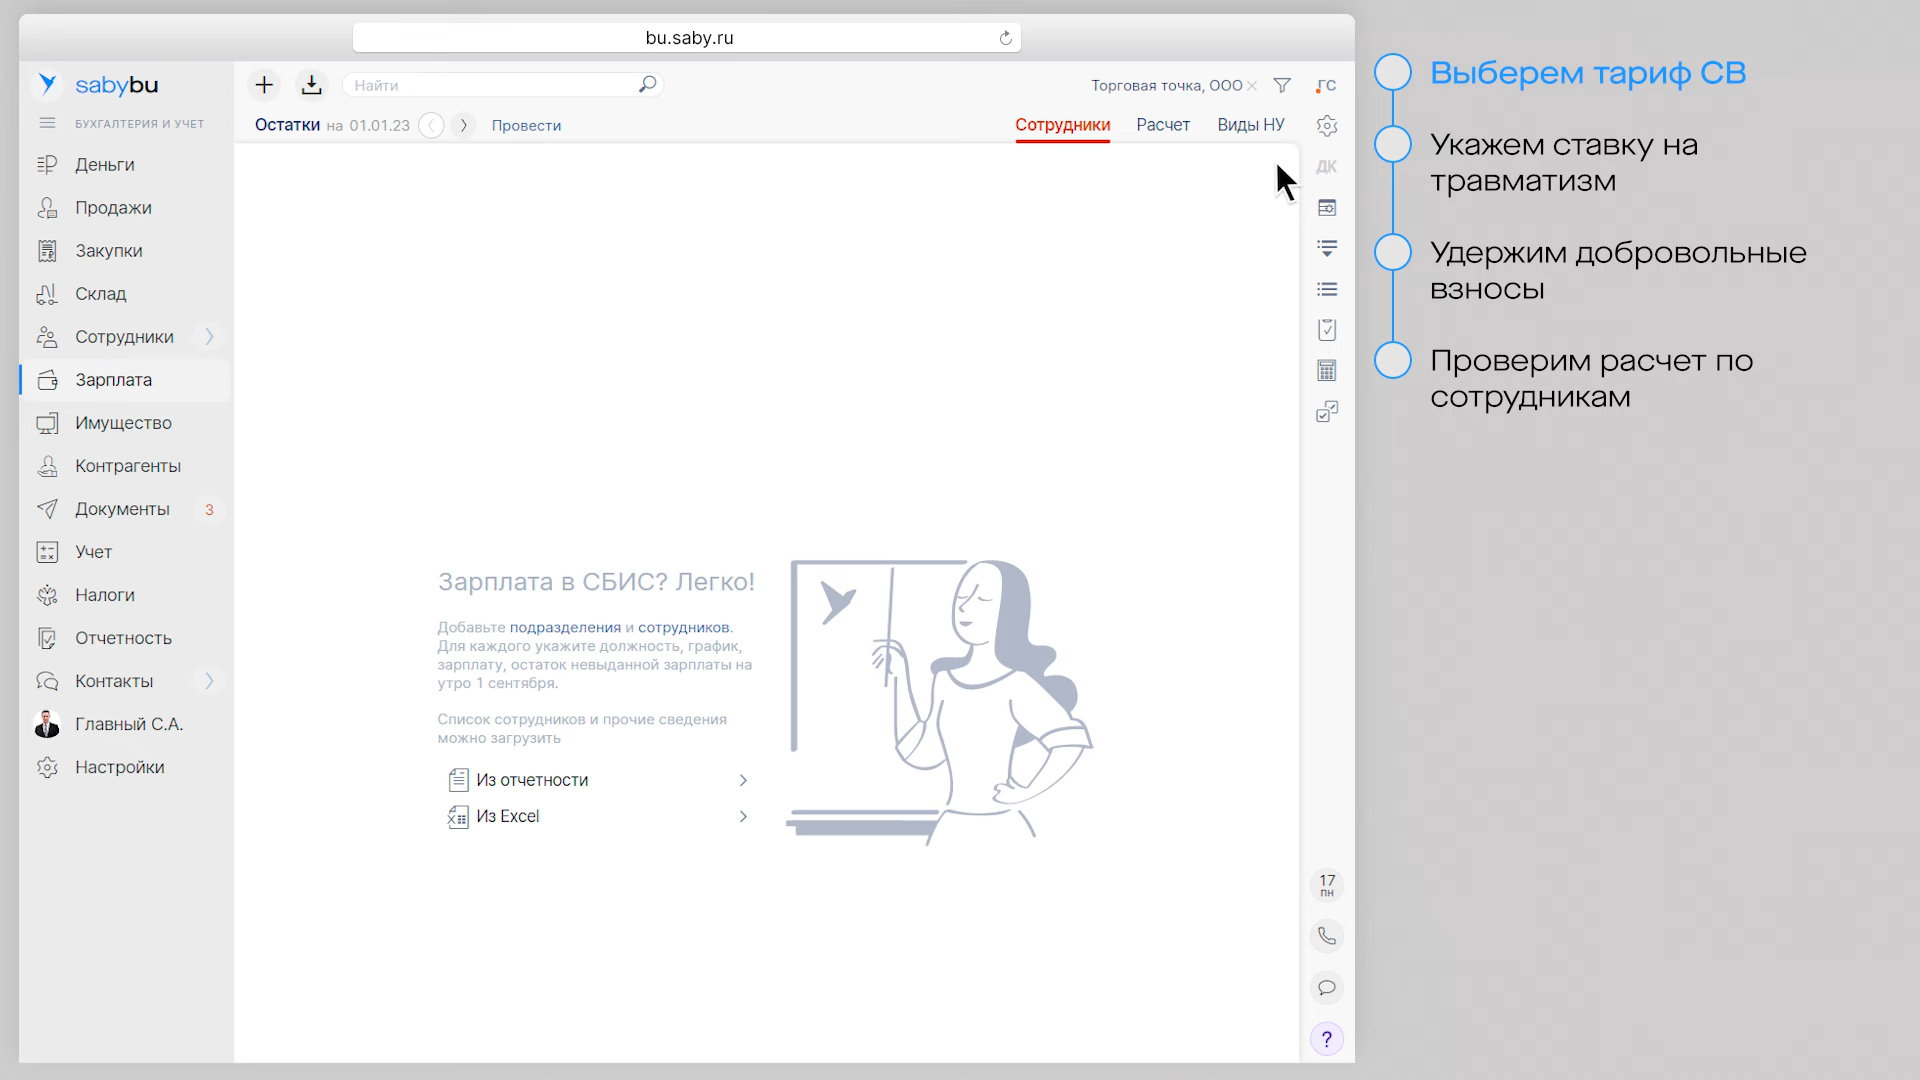 bu.saby.ru
sabybu
БУХГАЛТЕРИЯ И УЧЕТ
Деньги
Продажи
Закупки
Склад
Сотрудники
Зарплата
Имущество
Контрагенты
Документы 3
Учет
Налоги
Отчетность
Контакты
Главный С.А.
Настройки
Найти
Торговая точка, ООО
Остатки на 01.01.23 Провести
Сотрудники Расчет Виды НУ
Зарплата в СБИС? Легко!
Добавьте подразделения и сотрудников.
Для каждого укажите должность, график,
зарплату, остаток невыданной зарплаты на
утро 1 сентября.
Список сотрудников и прочие сведения
можно загрузить
Из отчетности
Из Excel
ГС
ДК
17
ПН
?
Выберем тариф СВ
Укажем ставку на
травматизм
Удержим добровольные
взносы
Проверим расчет по
сотрудникам